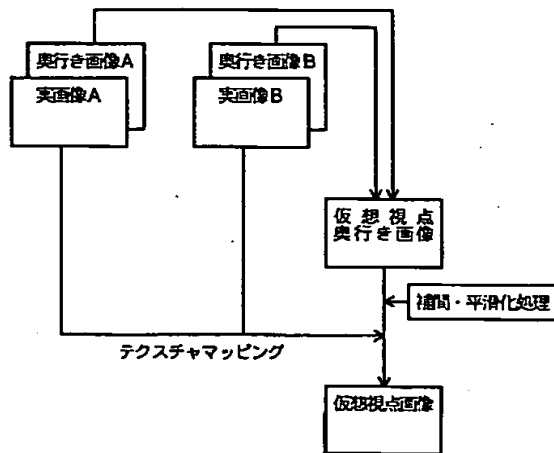 奥行き画像A
実画像A
奥行き画像B
実画像B
仮想視点
奥行き画像
補間・平滑化処理
テクスチャマッピング
仮想視点画像